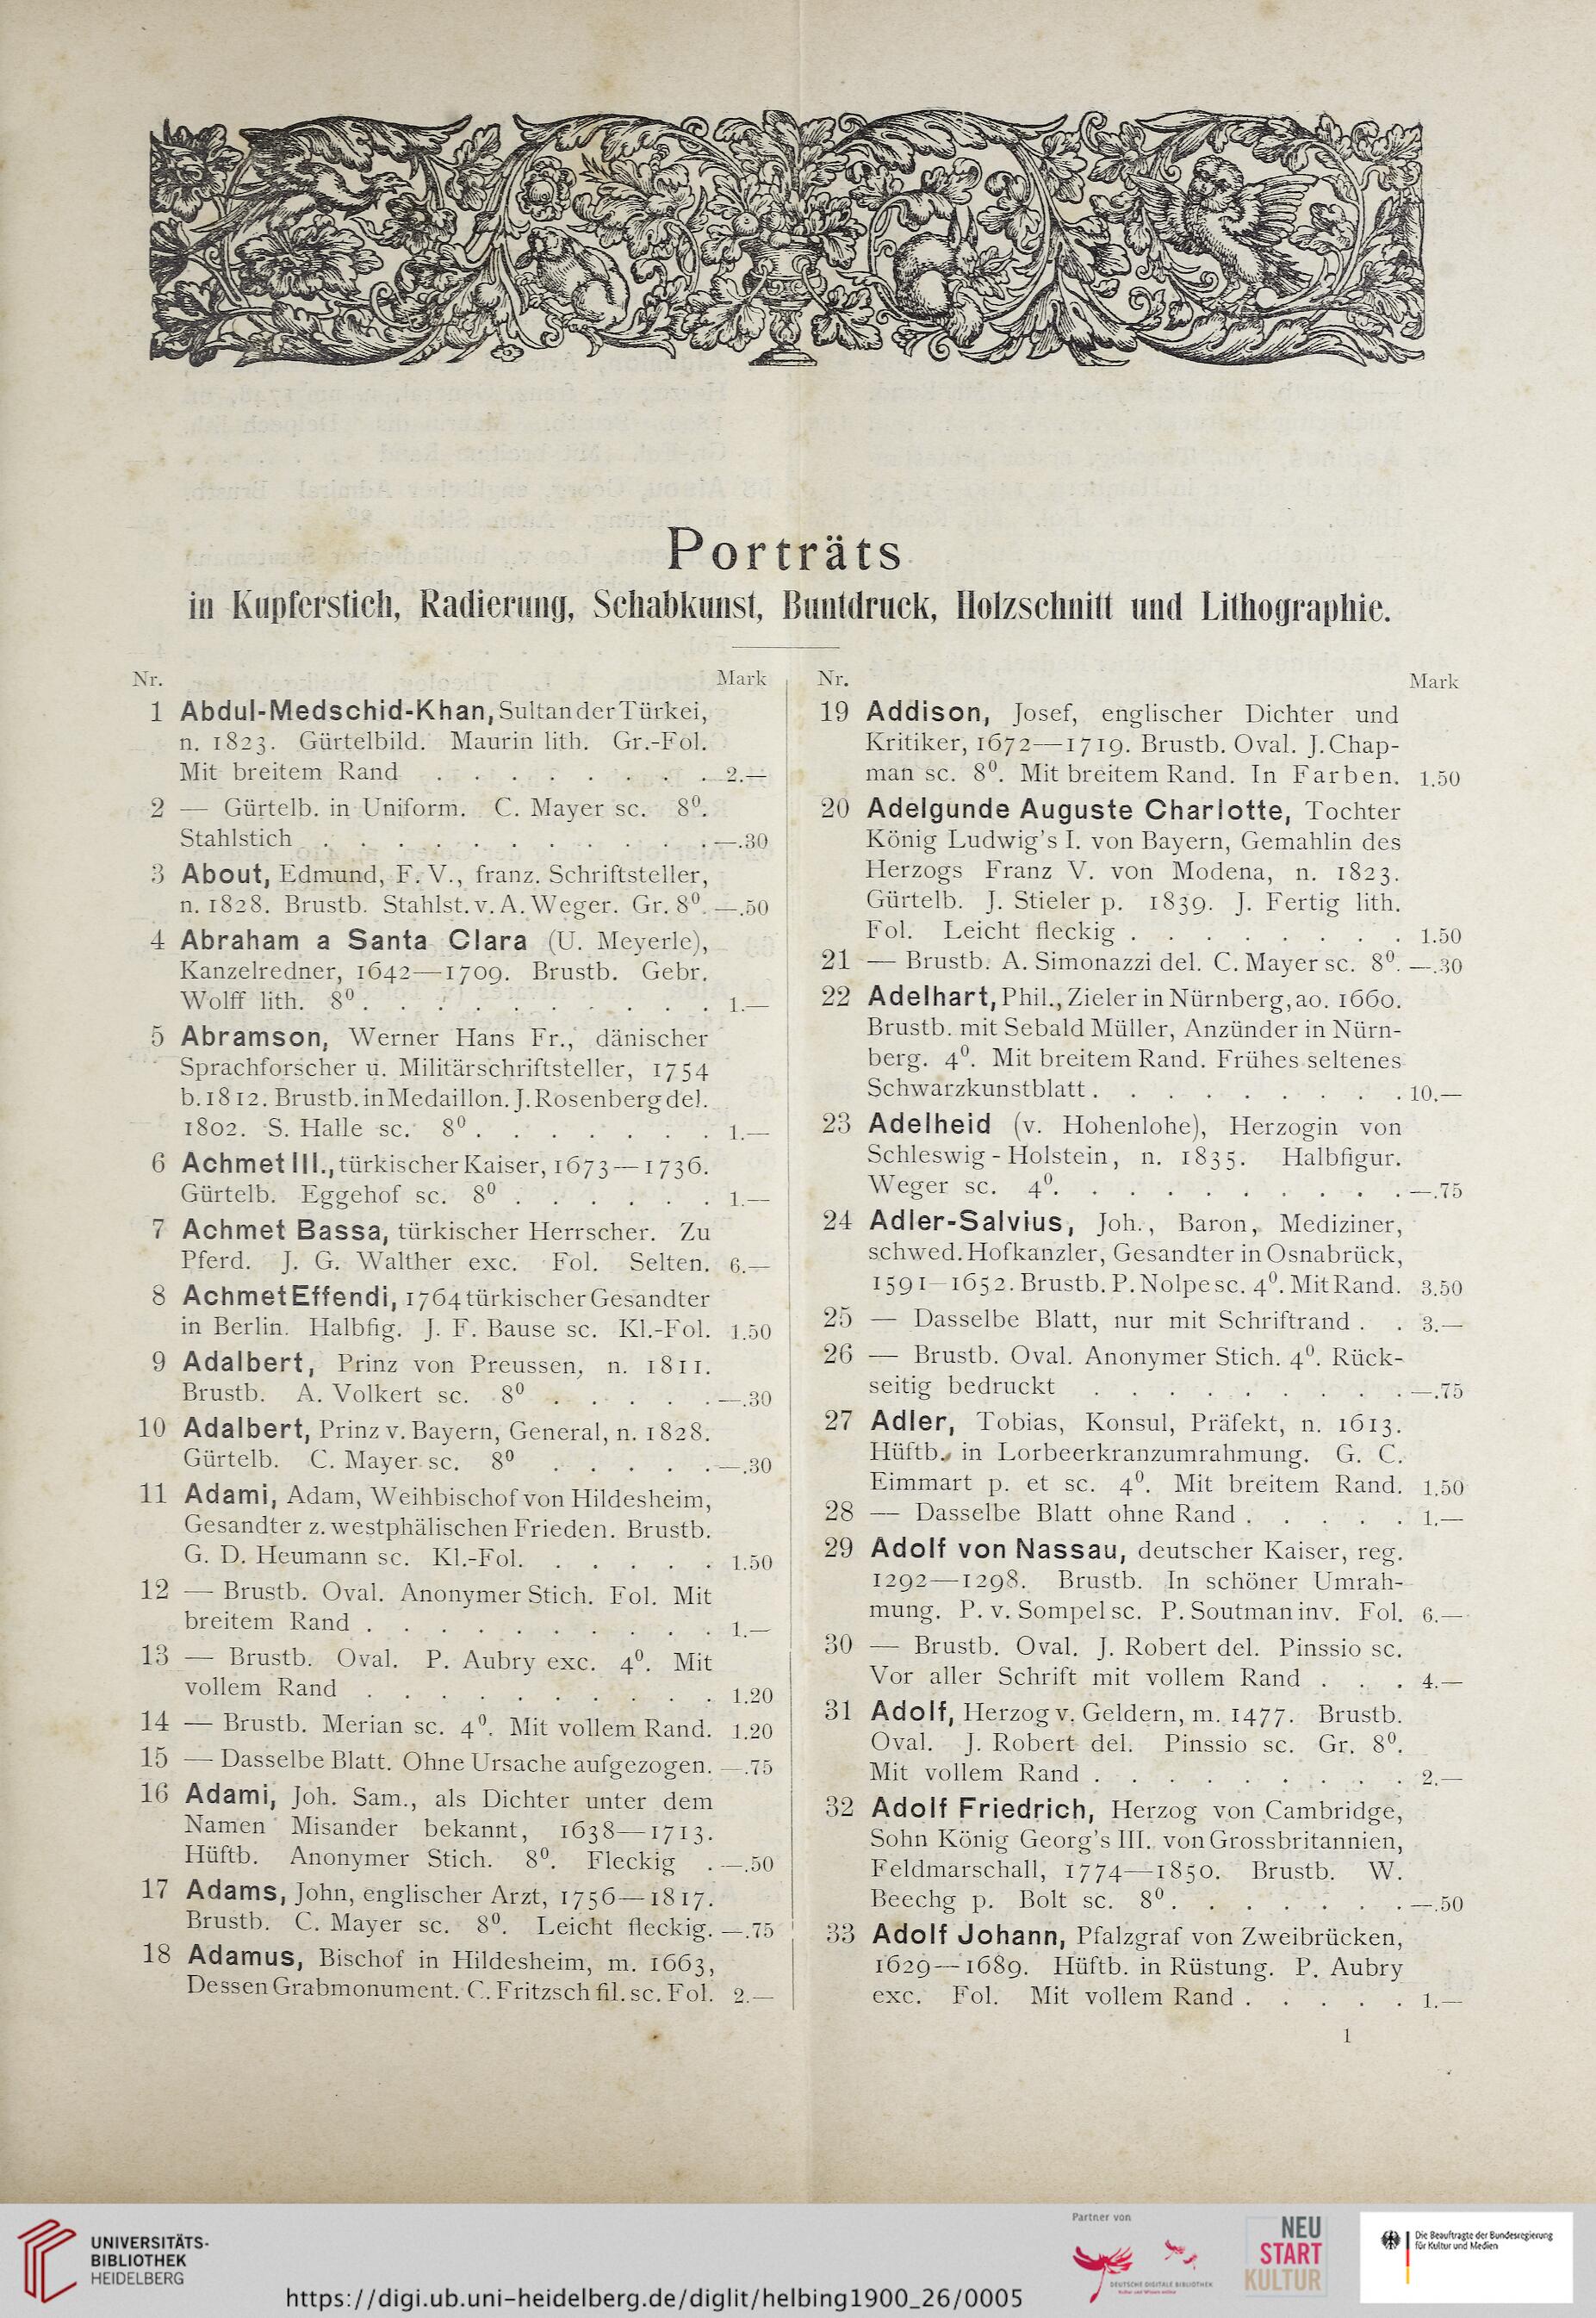 Porträts
in Kupferstich, Radierung, Schabkunst, Buntdruck, Holzschnitt und Lithographie.
Nr. Mark
1 Abdul-Medschid-Khan, Sultan der Türkei,
n. 1823. Gürtelbild. Maurin lith. Gr.-Fol.
Mit breitem Rand . . . . . . . . 2.—
2 — Gürtelb. in Uniform. C. Mayer sc. 8⁰.
Stahlstich . . . . . . . . . . —.30
3 About, Edmund, F. V., franz. Schriftsteller,
n. 1828. Brustb. Stahlst. v. A. Weger. Gr. 8⁰. —.50
4 Abraham a Santa Clara (U. Meyerle),
Kanzelredner, 1642—1709. Brustb. Gebr.
Wolff lith. 8⁰ . . . . . . . . . 1.—
5 Abramson, Werner Hans Fr., dänischer
Sprachforscher u. Militärschriftsteller, 1754
b. 1812. Brustb. in Medaillon. J. Rosenberg del.
1802. S. Halle sc. 8⁰ . . . . . . . 1.—
6 Achmet III., türkischer Kaiser, 1673—1736.
Gürtelb. Eggehof sc. 8⁰ . . . . . . 1.—
7 Achmet Bassa, türkischer Herrscher. Zu
Pferd. J. G. Walther exc. Fol. Selten. 6.—
8 Achmet Effendi, 1764 türkischer Gesandter
in Berlin. Halbfig. J. F. Bause sc. Kl.-Fol. 1.50
9 Adalbert, Prinz von Preussen, n. 1811.
Brustb. A. Volkert sc. 8⁰ . . . . . —.30
10 Adalbert, Prinz v. Bayern, General, n. 1828.
Gürtelb. C. Mayer sc. 8⁰ . . . . . —.30
11 Adami, Adam, Weihbischof von Hildesheim,
Gesandter z. westphälischen Frieden. Brustb.
G. D. Heumann sc. Kl.-Fol. . . . . . 1.50
12 — Brustb. Oval. Anonymer Stich. Fol. Mit
breitem Rand . . . . . . . . . . 1.—
13 — Brustb. Oval. P. Aubry exc. 4⁰. Mit
vollem Rand . . . . . . . . . . 1.20
14 — Brustb. Merian sc. 4⁰. Mit vollem Rand. 1.20
15 — Dasselbe Blatt. Ohne Ursache aufgezogen. —.75
16 Adami, Joh. Sam., als Dichter unter dem
Namen Misander bekannt, 1638—1713.
Hüftb. Anonymer Stich. 8⁰. Fleckig . —.50
17 Adams, John, englischer Arzt, 1756—1817.
Brustb. C. Mayer sc. 8⁰. Leicht fleckig. —.75
18 Adamus, Bischof in Hildesheim, m. 1663,
Dessen Grabmonument. C. Fritzsch fil. sc. Fol. 2.—
Nr. Mark
19 Addison, Josef, englischer Dichter und
Kritiker, 1672—1719. Brustb. Oval. J. Chap-
man sc. 8⁰. Mit breitem Rand. In Farben. 1.50
20 Adelgunde Auguste Charlotte, Tochter
König Ludwig's I. von Bayern, Gemahlin des
Herzogs Franz V. von Modena, n. 1823.
Gürtelb. J. Stieler p. 1839. J. Fertig lith.
Fol. Leicht fleckig . . . . . . . . 1.50
21 — Brustb. A. Simonazzi del. C. Mayer sc. 8⁰. —.30
22 Adelhart, Phil., Zieler in Nürnberg, ao. 1660.
Brustb. mit Sebald Müller, Anzünder in Nürn-
berg. 4⁰. Mit breitem Rand. Frühes seltenes
Schwarzkunstblatt . . . . . . . . . 10.—
23 Adelheid (v. Hohenlohe), Herzogin von
Schleswig-Holstein, n. 1835. Halbfigur.
Weger sc. 4⁰. . . . . . . . . . —.75
24 Adler-Salvius, Joh., Baron, Mediziner,
schwed. Hofkanzler, Gesandter in Osnabrück,
1591—1652. Brustb. P. Nolpe sc. 4⁰. Mit Rand. 3.50
25 — Dasselbe Blatt, nur mit Schriftrand . . 3.—
26 — Brustb. Oval. Anonymer Stich. 4⁰. Rück-
seitig bedruckt . . . . . . . . . —.75
27 Adler, Tobias, Konsul, Präfekt, n. 1613.
Hüftb. in Lorbeerkranzumrahmung. G. C.
Eimmart p. et sc. 4⁰. Mit breitem Rand. 1.50
28 — Dasselbe Blatt ohne Rand . . . . . 1.—
29 Adolf von Nassau, deutscher Kaiser, reg.
1292—1298. Brustb. In schöner Umrah-
mung. P. v. Sompel sc. P. Soutman inv. Fol. 6.—
30 — Brustb. Oval. J. Robert del. Pinssio sc.
Vor aller Schrift mit vollem Rand . . . 4.—
31 Adolf, Herzog v. Geldern, m. 1477. Brustb.
Oval. J. Robert del. Pinssio sc. Gr. 8⁰.
Mit vollem Rand . . . . . . . . . 2.—
32 Adolf Friedrich, Herzog von Cambridge,
Sohn König Georg's III. von Grossbritannien,
Feldmarschall, 1774—1850. Brustb. W.
Beechg p. Bolt sc. 8⁰ . . . . . . . —.50
33 Adolf Johann, Pfalzgraf von Zweibrücken,
1629—1689. Hüftb. in Rüstung. P. Aubry
exc. Fol. Mit vollem Rand . . . . . 1.—
1
UNIVERSITÄTS-
BIBLIOTHEK
HEIDELBERG
https://digi.ub.uni-heidelberg.de/diglit/helbing1900_26/0005
Partner von
DEUTSCHE DIGITALE BIBLIOTHEK
Kultur und Wissen online
NEU
START
KULTUR
Die Beauftragte der Bundesregierung
für Kultur und Medien